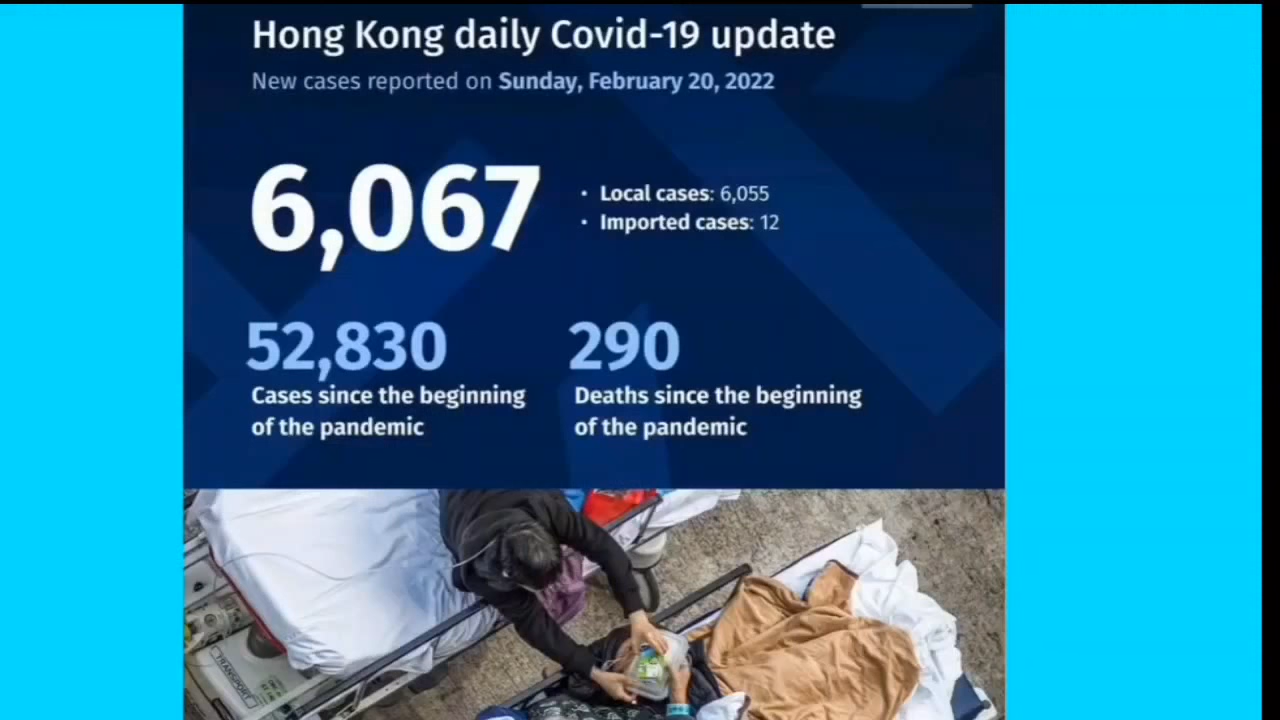 Hong Kong daily Covid-19 update
New cases reported on Sunday, February 20, 2022
6,067
• Local cases: 6,055
• Imported cases: 12
52,830
Cases since the beginning
of the pandemic
290
Deaths since the beginning
of the pandemic
TRANSPORT